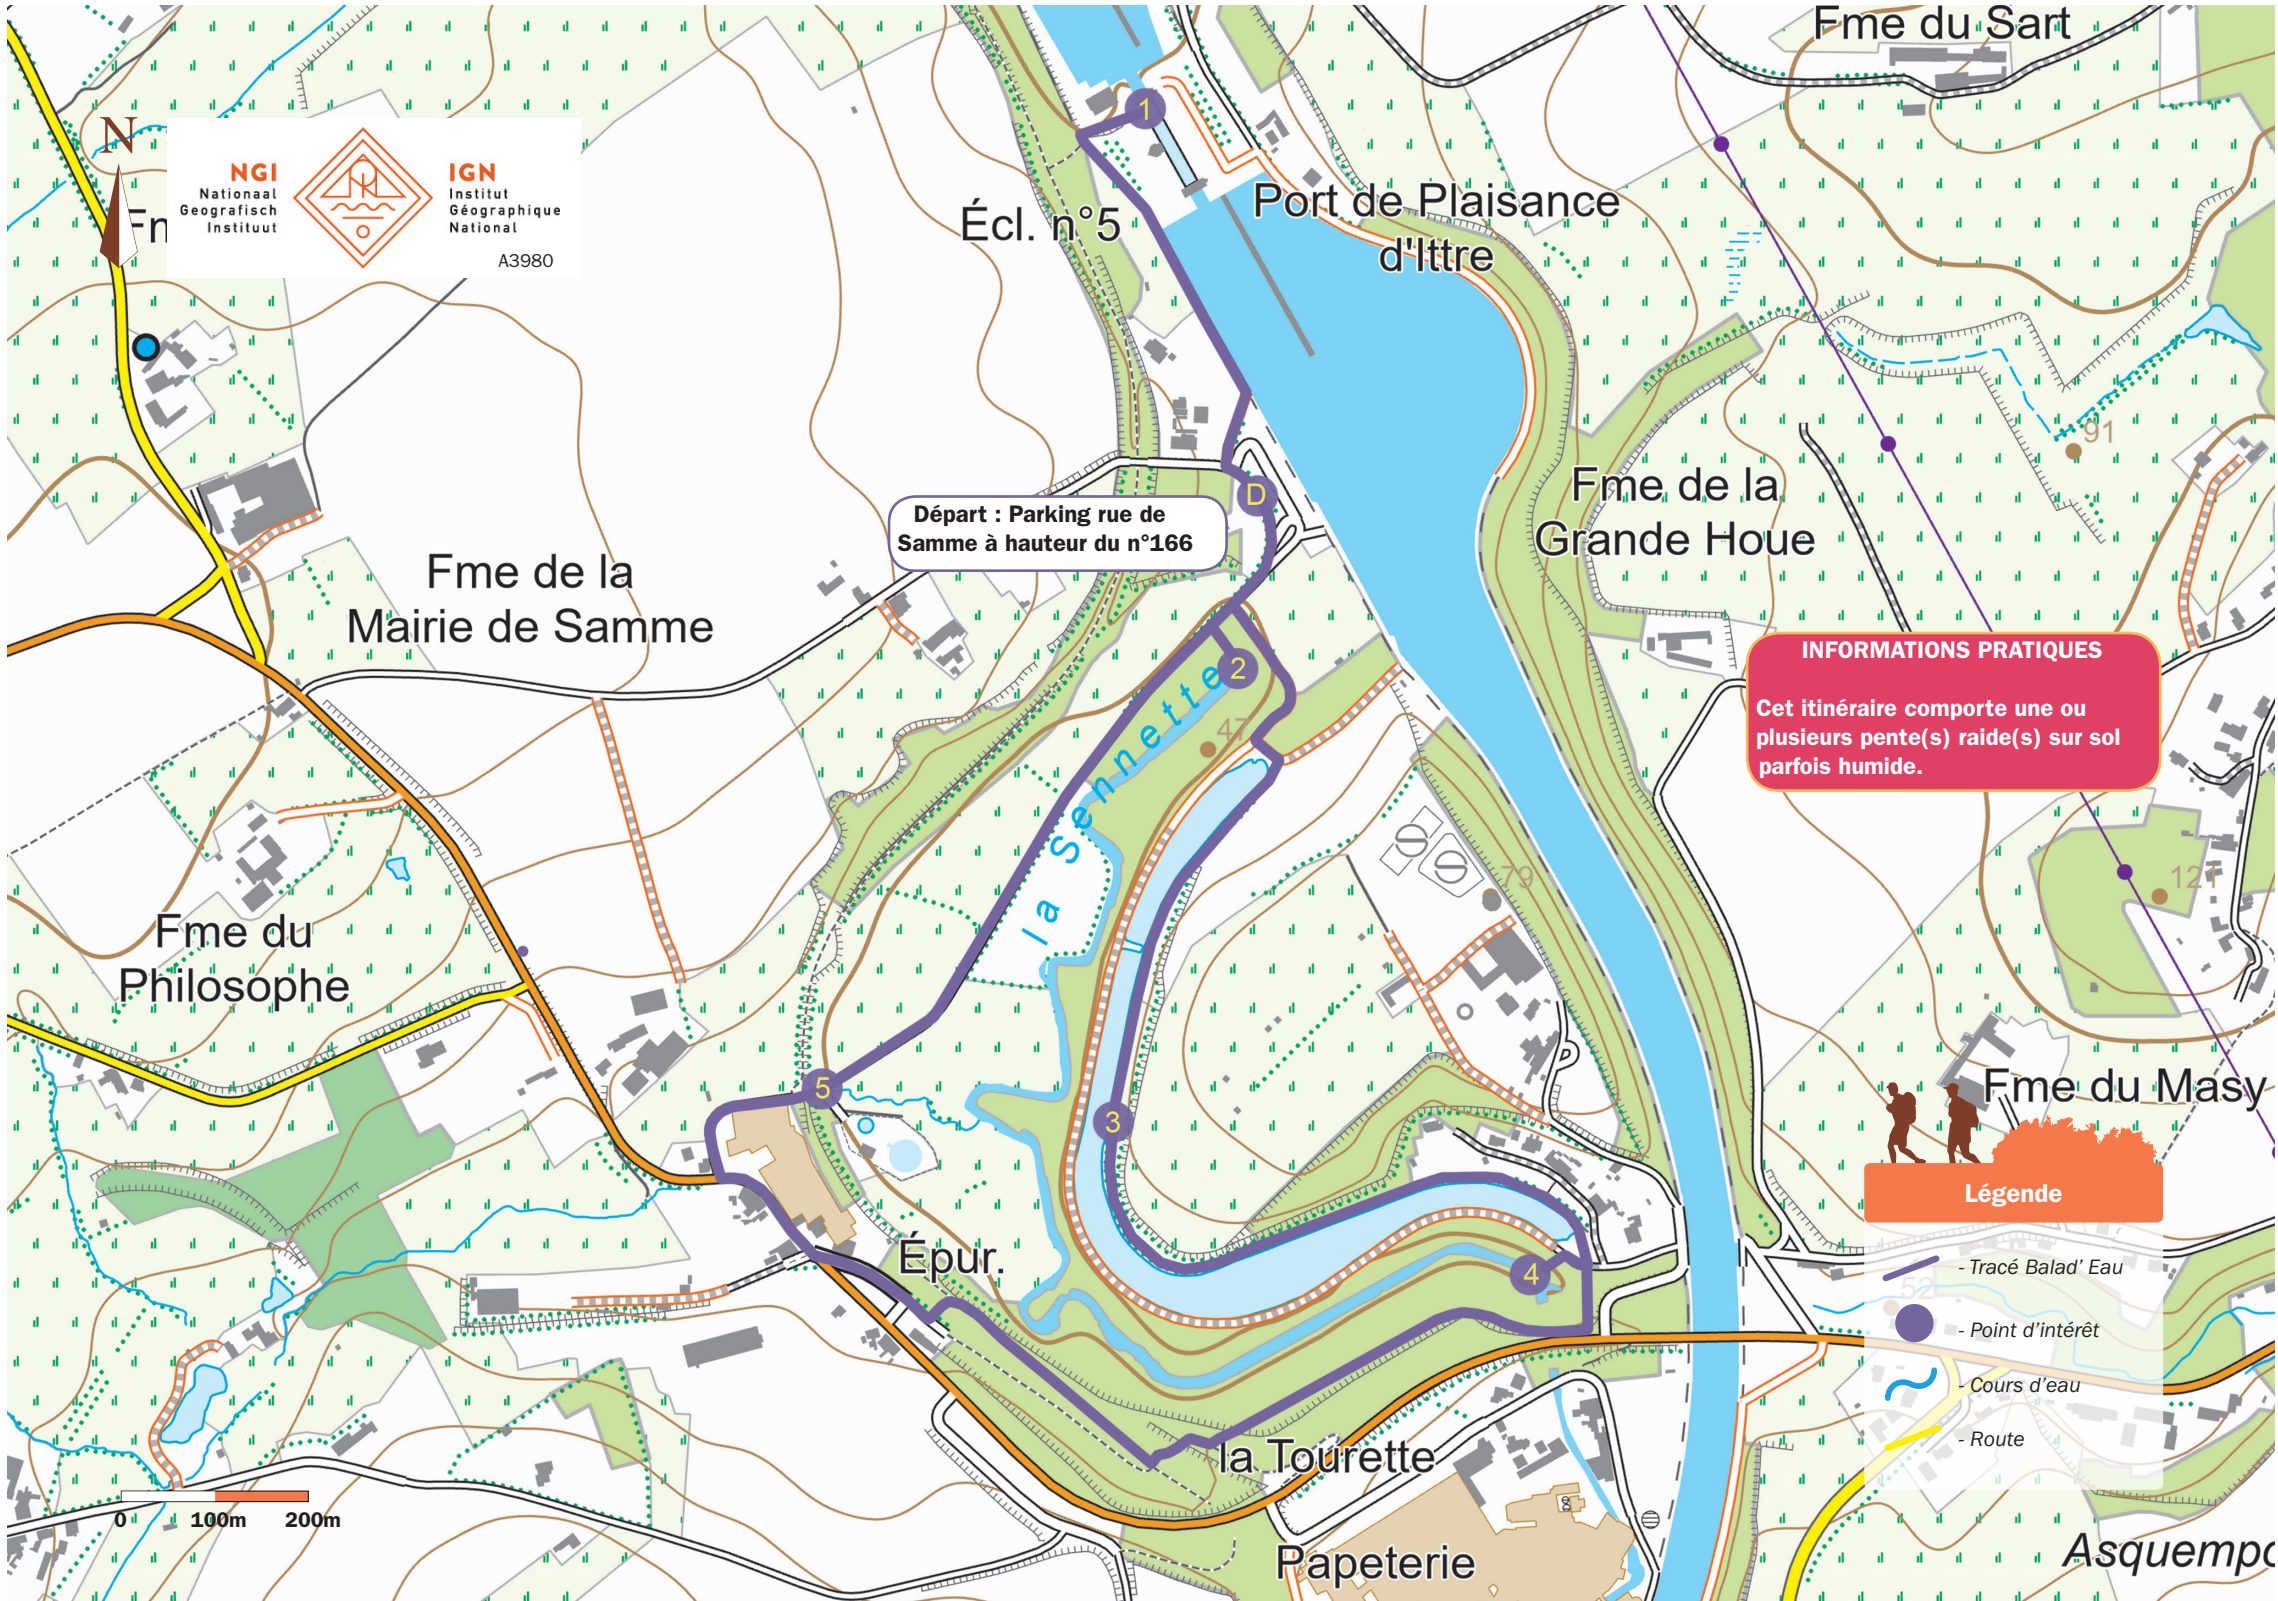 Fme du Sart
N
NGI
Nationaal
Geografisch
Instituut
IGN
Institut
Géographique
National
A3980
Fn
1
Écl. n°5
Port de Plaisance
d'Ittre
91
D
Départ : Parking rue de
Samme à hauteur du n°166
Fme de la
Grande Houe
Fme de la
Mairie de Samme
INFORMATIONS PRATIQUES
Cet itinéraire comporte une ou
plusieurs pente(s) raide(s) sur sol
parfois humide.
2
47
la Sennette
79
121
Fme du
Philosophe
5
3
Fme du Masy
Légende
Épur.
4
- Tracé Balad' Eau
52
- Point d'intérêt
- Cours d'eau
- Route
la Tourette
0
100m
200m
Papeterie
Asquempo